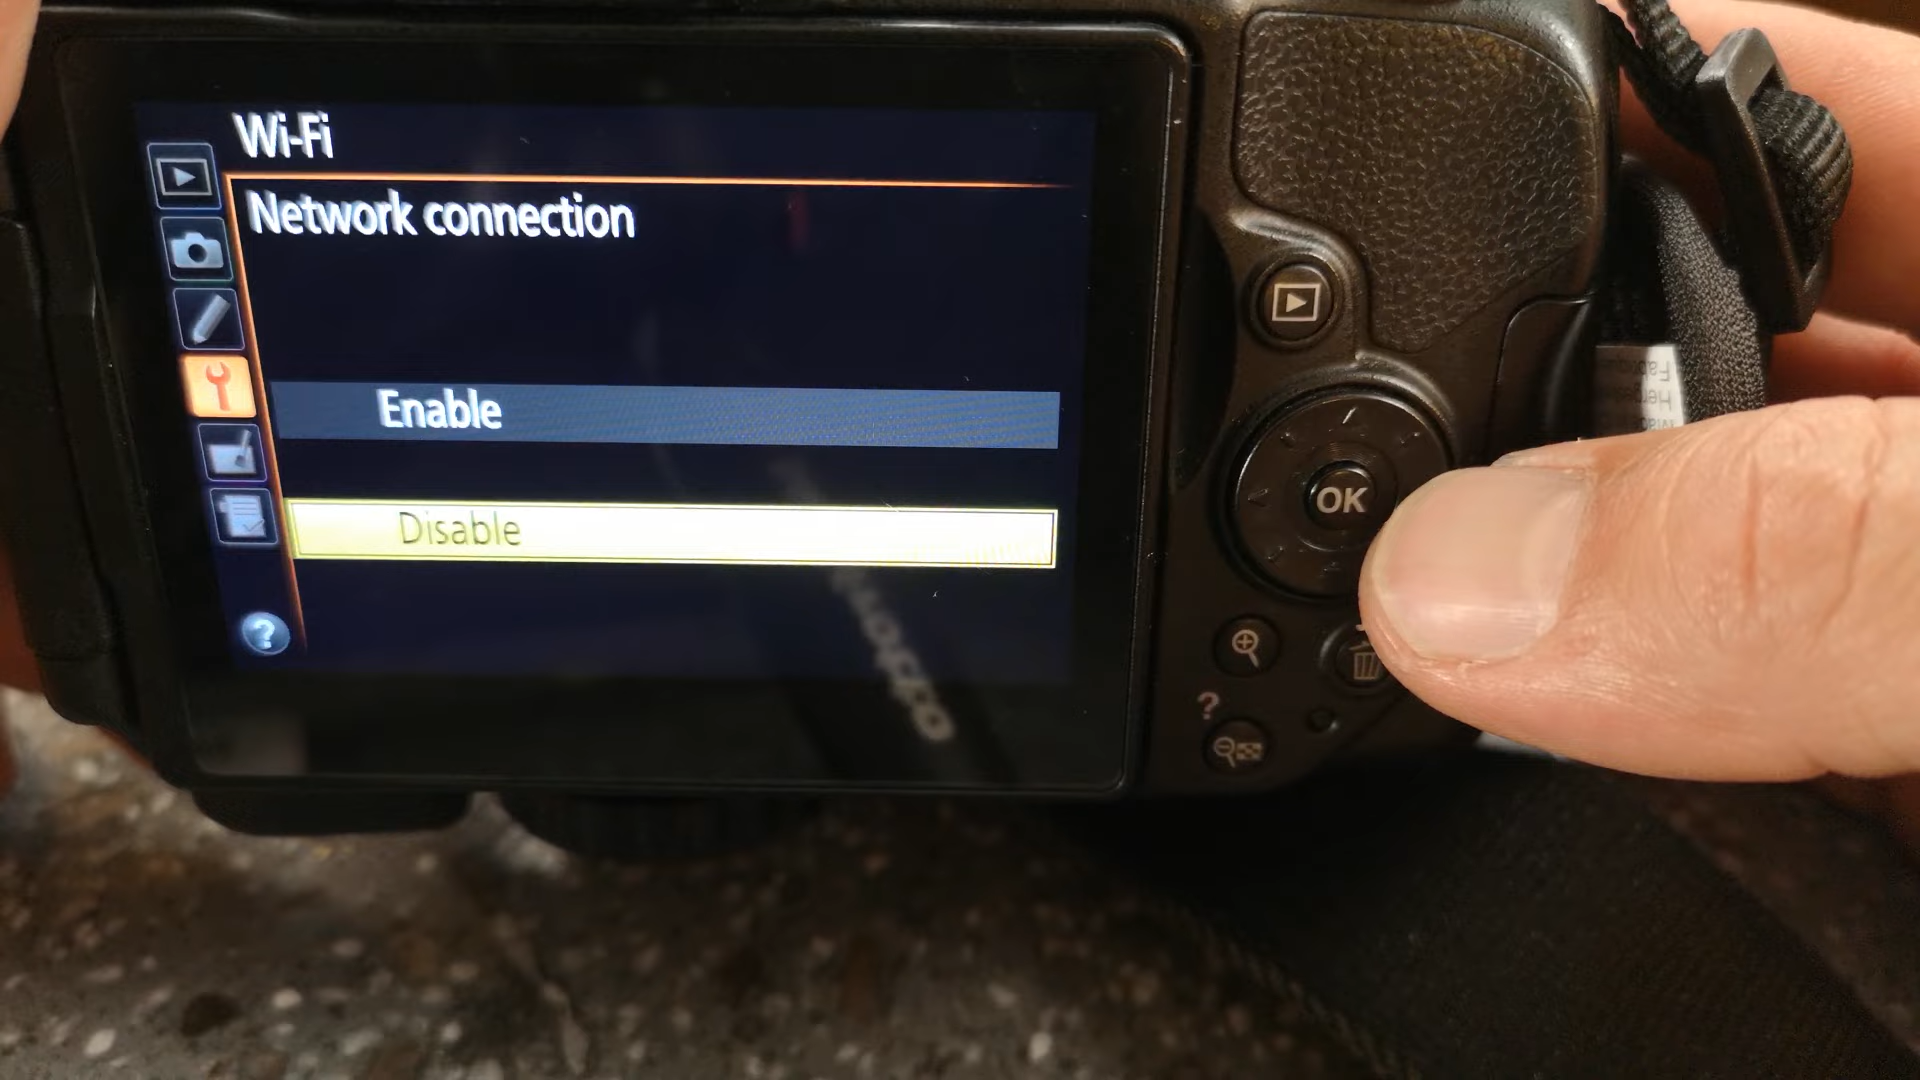 Wi-Fi
Network connection
Enable
Disable
OK
?
?